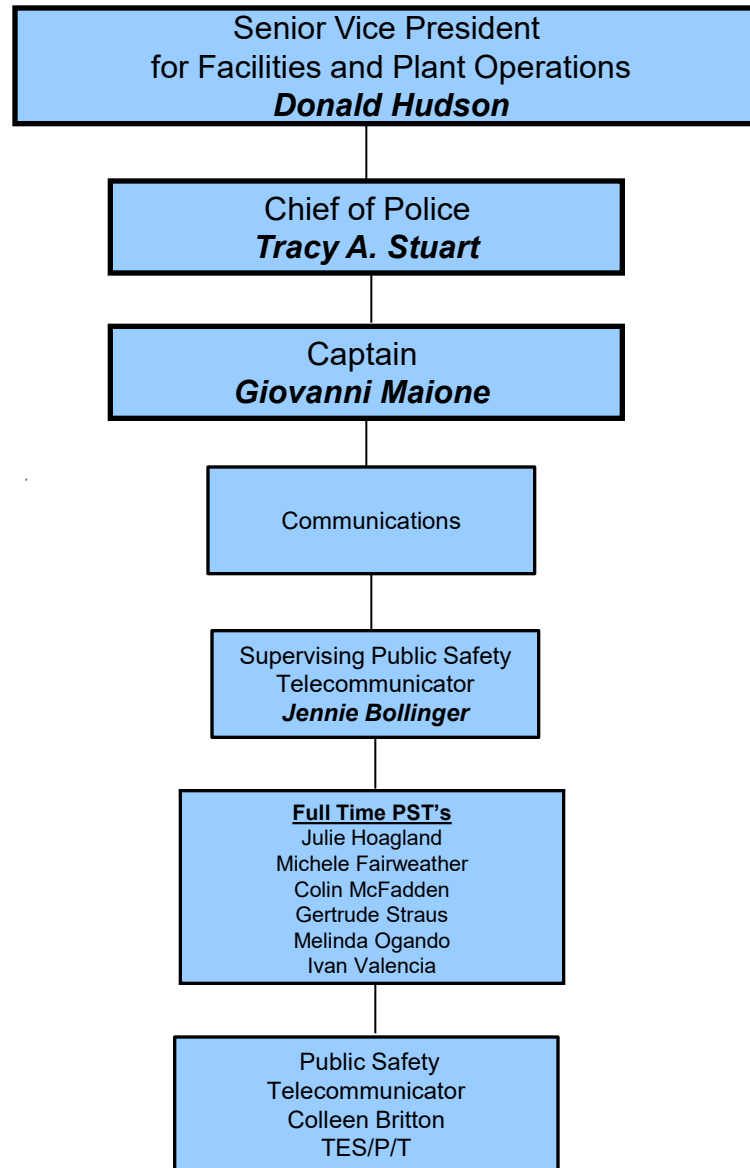 Senior Vice President
for Facilities and Plant Operations
Donald Hudson
Chief of Police
Tracy A. Stuart
Captain
Giovanni Maione
Communications
Supervising Public Safety
Telecommunicator
Jennie Bollinger
Full Time PST’s
Julie Hoagland
Michele Fairweather
Colin McFadden
Gertrude Straus
Melinda Ogando
Ivan Valencia
Public Safety
Telecommunicator
Colleen Britton
TES/P/T